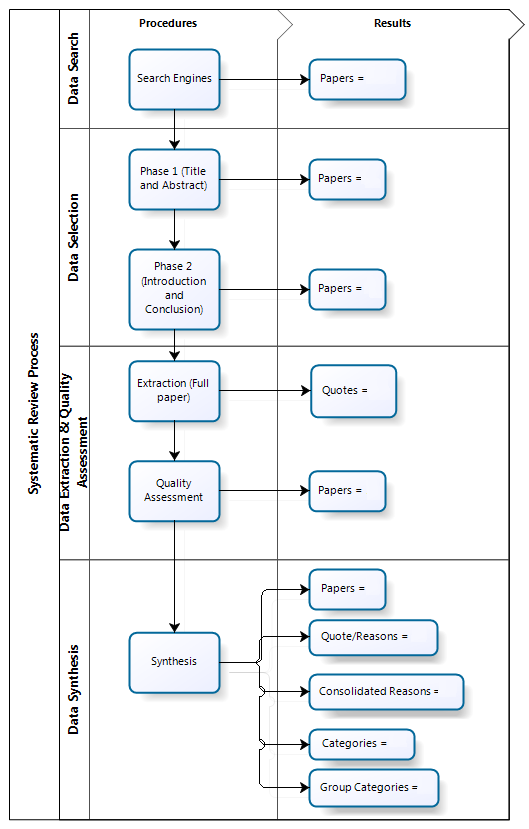 Procedures
Results
Systematic Review Process
Data Search
Search Engines
Papers =
Data Selection
Phase 1 (Title
and Abstract)
Papers =
Phase 2
(Introduction
and
Conclusion)
Papers =
Data Extraction & Quality
Assessment
Extraction (Full
paper)
Quotes =
Quality
Assessment
Papers =
Data Synthesis
Synthesis
Papers =
Quote/Reasons =
Consolidated Reasons =
Categories =
Group Categories =